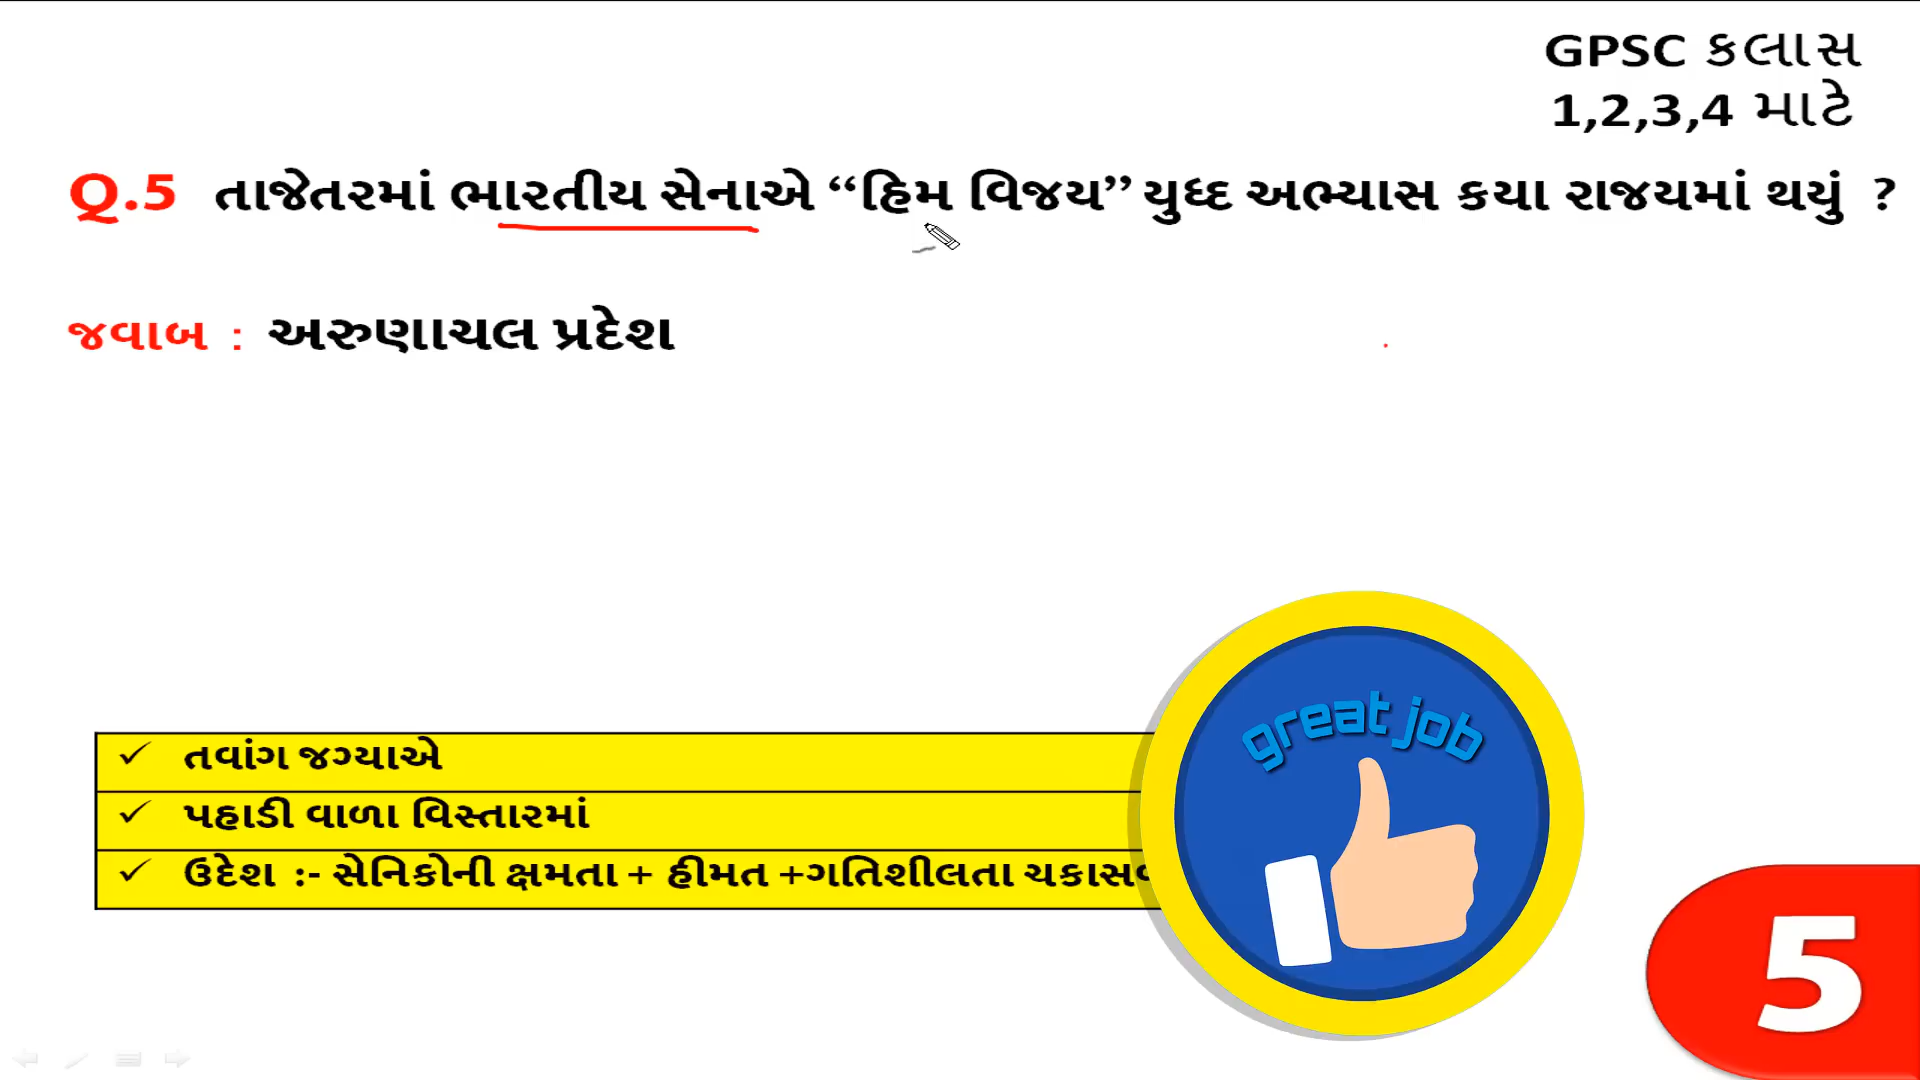 GPSC કલાસ
1,2,3,4 માટે
Q.5 તાજેતરમાં ભારતીય સેનાએ “હિમ વિજય” યુધ્દ અભ્યાસ કયા રાજયમાં થયું ?
જવાબ : અરુણાચલ પ્રદેશ
✓ તવાંગ જગ્યાએ
✓ પહાડી વાળા વિસ્તારમાં
✓ ઉદેશ :- સેનિકોની ક્ષમતા + હીમત +ગતિશીલતા
great job
5